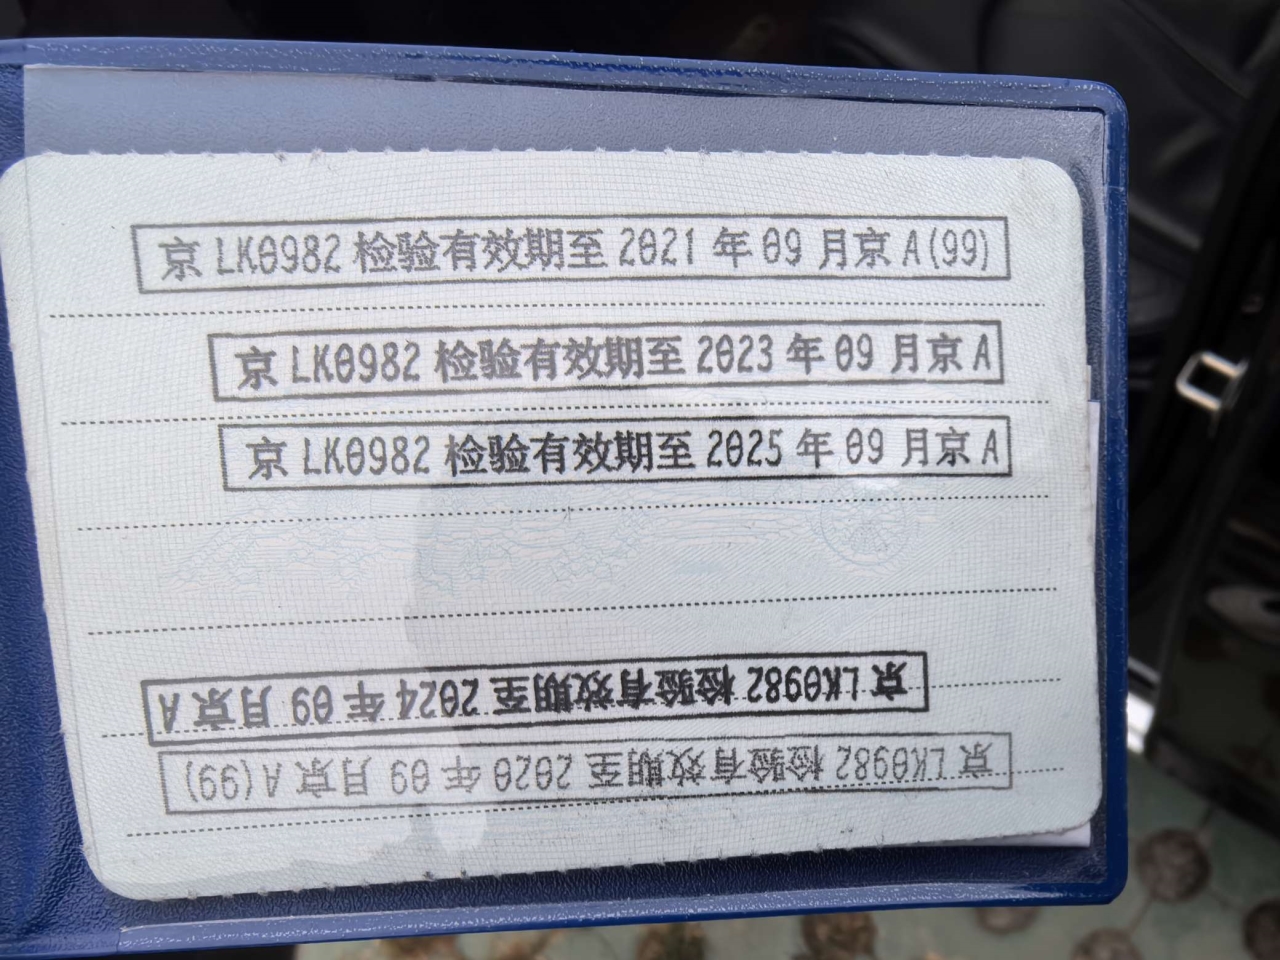 京 LK0982 检验有效期至 2021 年 09 月京 A(99)
京 LK0982 检验有效期至 2023 年 09 月京 A
京 LK0982 检验有效期至 2025 年 09 月京 A
京 LK0982 检验有效期至 2024 年 09 月京 A
京 LK0982 检验有效期至 2020 年 09 月京 A(99)